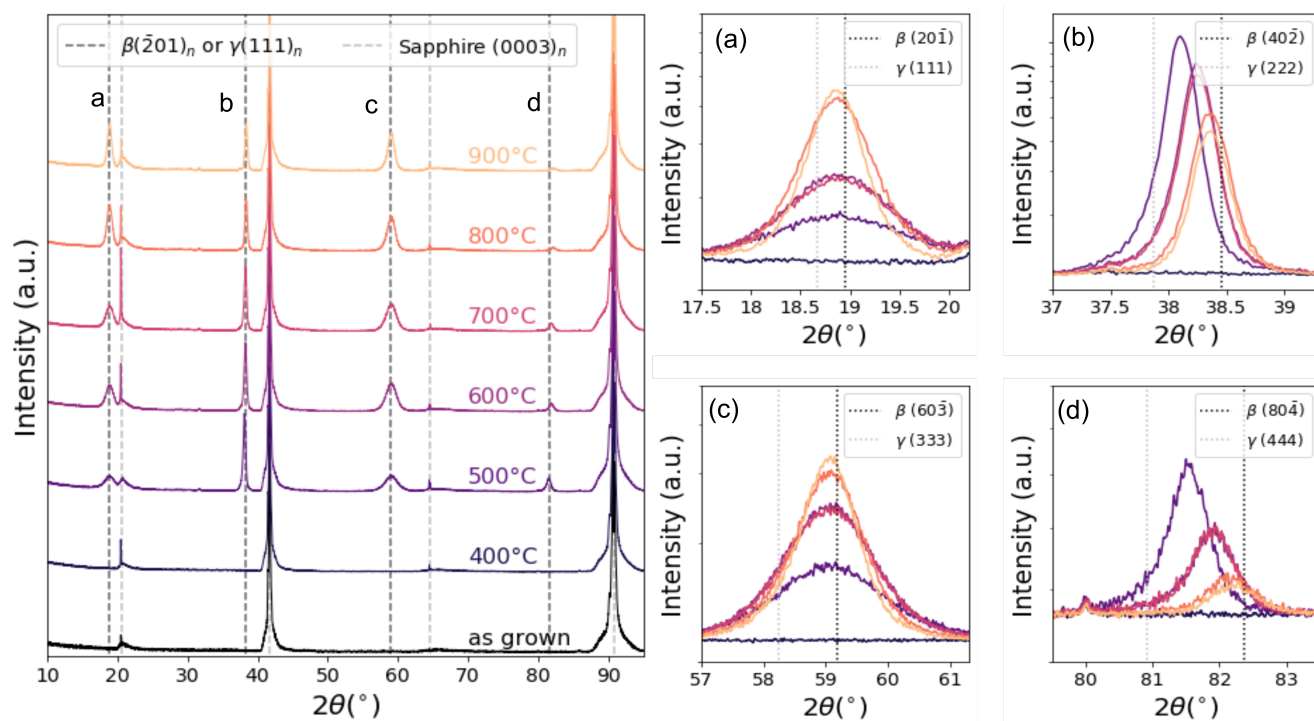 β(2̄01)ₙ or γ(111)ₙ
Sapphire (0003)ₙ
a
b
c
d
900°C
800°C
700°C
600°C
500°C
400°C
as grown
Intensity (a.u.)
10 20 30 40 50 60 70 80 90
2θ(°)
(a)
β (201̄)
γ (111)
Intensity (a.u.)
17.5 18 18.5 19 19.5 20
2θ(°)
(b)
β (402̄)
γ (222)
Intensity (a.u.)
37 37.5 38 38.5 39
2θ(°)
(c)
β (603̄)
γ (333)
Intensity (a.u.)
57 58 59 60 61
2θ(°)
(d)
β (804̄)
γ (444)
Intensity (a.u.)
80 81 82 83
2θ(°)